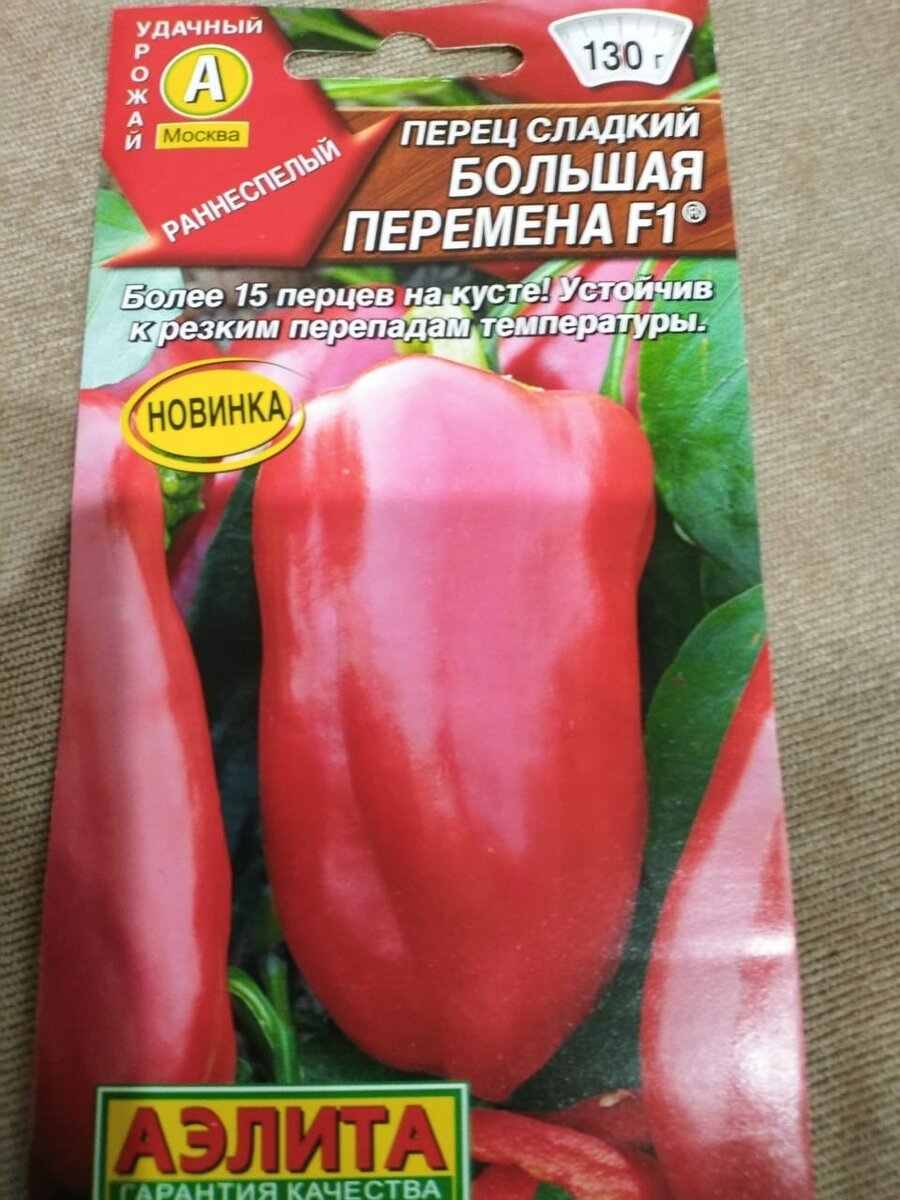 УДАЧНЫЙ
УРОЖАЙ
А
Москва
РАННЕСПЕЛЫЙ
130 г
ПЕРЕЦ СЛАДКИЙ
БОЛЬШАЯ
ПЕРЕМЕНА F1®
Более 15 перцев на кусте! Устойчив
к резким перепадам температуры.
НОВИНКА
АЭЛИТА
ГАРАНТИЯ КАЧЕСТВА